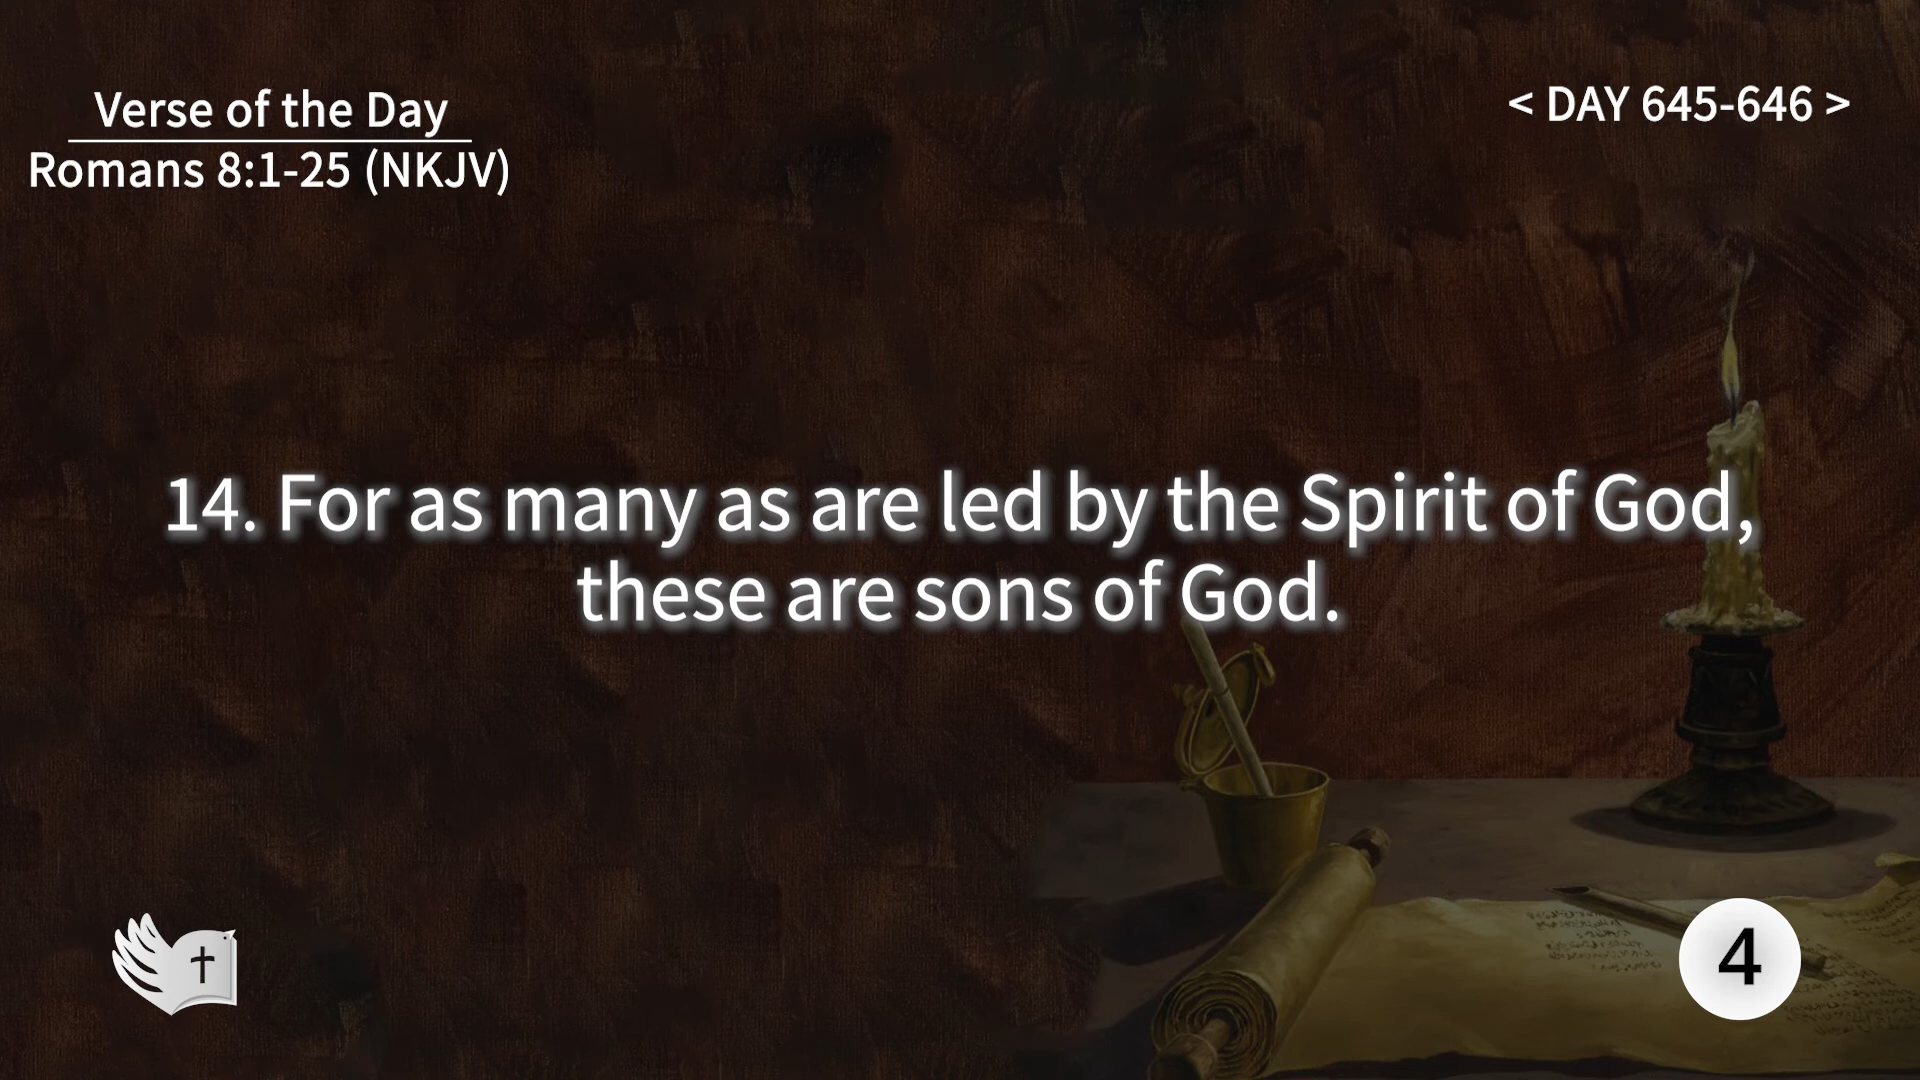 Verse of the Day
Romans 8:1-25 (NKJV)
< DAY 645-646 >
14. For as many as are led by the Spirit of God,
these are sons of God.
4